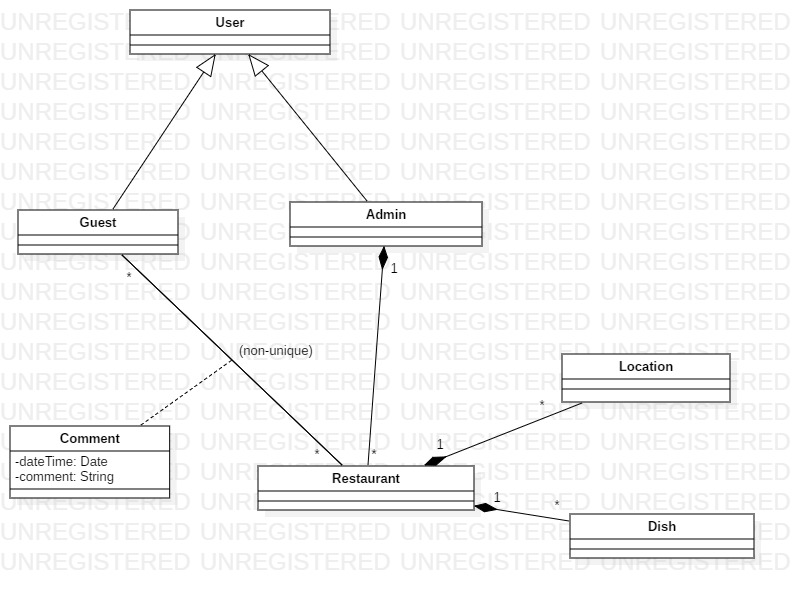 User
Guest
Admin
*
1
(non-unique)
Location
*
Comment
-dateTime: Date
-comment: String
1
*
*
Restaurant
1
*
Dish
UNREGISTERED UNREGISTERED UNREGISTERED UNREGISTERED